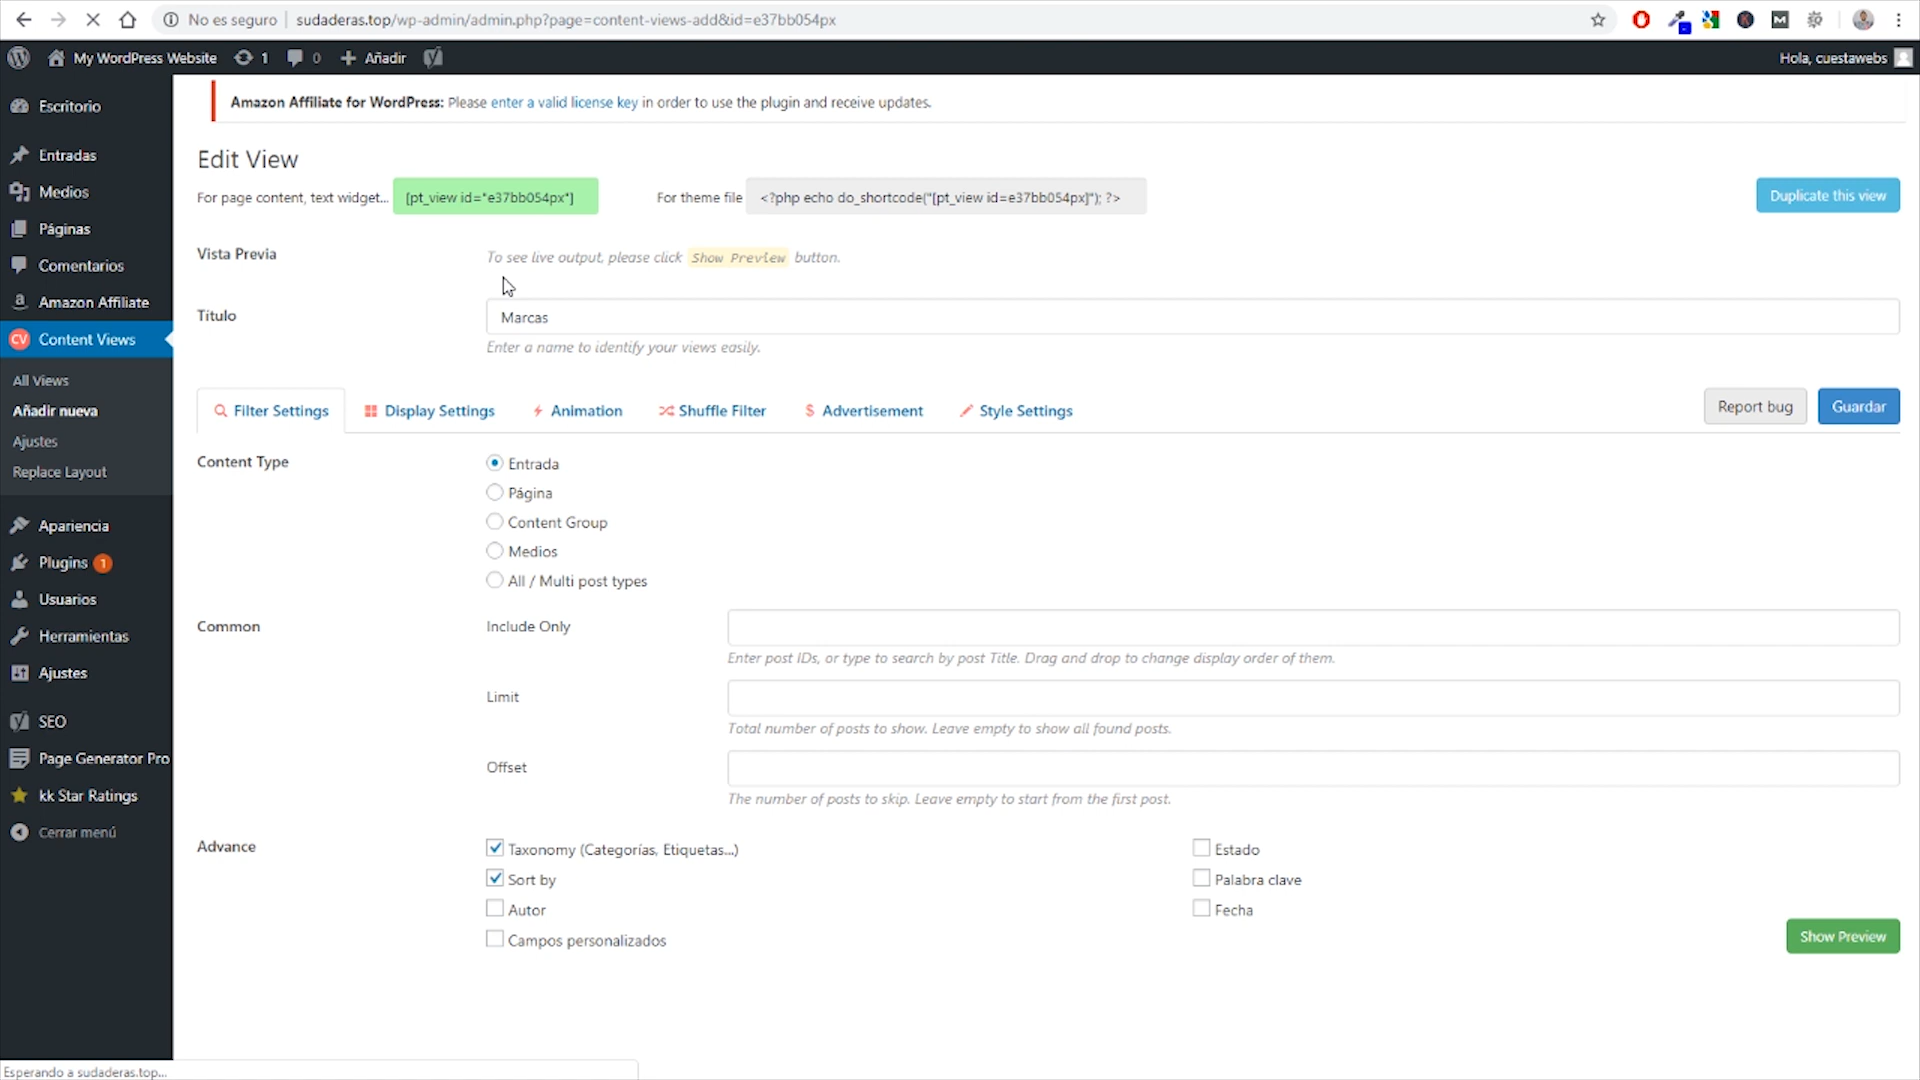 No es seguro | sudaderas.top/wp-admin/admin.php?page=content-views-add&id=e37bb054px
My WordPress Website 1 0 + Añadir Hola, cuestawebs
Escritorio
Entradas
Medios
Páginas
Comentarios
Amazon Affiliate
Content Views
All Views
Añadir nueva
Ajustes
Replace Layout
Apariencia
Plugins 1
Usuarios
Herramientas
Ajustes
SEO
Page Generator Pro
kk Star Ratings
Cerrar menú
Amazon Affiliate for WordPress: Please enter a valid license key in order to use the plugin and receive updates.
Edit View
For page content, text widget... [pt_view id="e37bb054px"] For theme file <?php echo do_shortcode("[pt_view id=e37bb054px]"); ?> Duplicate this view
Vista Previa To see live output, please click Show Preview button.
Título Marcas
Enter a name to identify your views easily.
Filter Settings Display Settings Animation Shuffle Filter $ Advertisement Style Settings Report bug Guardar
Content Type Entrada
Página
Content Group
Medios
All / Multi post types
Common Include Only
Enter post IDs, or type to search by post Title. Drag and drop to change display order of them.
Limit
Total number of posts to show. Leave empty to show all found posts.
Offset
The number of posts to skip. Leave empty to start from the first post.
Advance Taxonomy (Categorías, Etiquetas...) Estado
Sort by Palabra clave
Autor Fecha
Campos personalizados
Show Preview
Esperando a sudaderas.top...